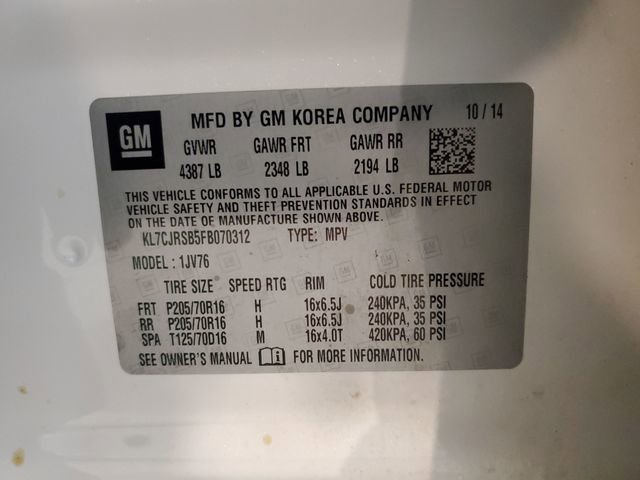 GM
MFD BY GM KOREA COMPANY 10 / 14
GVWR GAWR FRT GAWR RR
4387 LB 2348 LB 2194 LB
THIS VEHICLE CONFORMS TO ALL APPLICABLE U.S. FEDERAL MOTOR
VEHICLE SAFETY AND THEFT PREVENTION STANDARDS IN EFFECT
ON THE DATE OF MANUFACTURE SHOWN ABOVE.
KL7CJRSB5FB070312 TYPE: MPV
MODEL : 1JV76
TIRE SIZE SPEED RTG RIM COLD TIRE PRESSURE
FRT P205/70R16 H 16x6.5J 240KPA, 35 PSI
RR P205/70R16 H 16x6.5J 240KPA, 35 PSI
SPA T125/70D16 M 16x4.0T 420KPA, 60 PSI
SEE OWNER'S MANUAL FOR MORE INFORMATION.